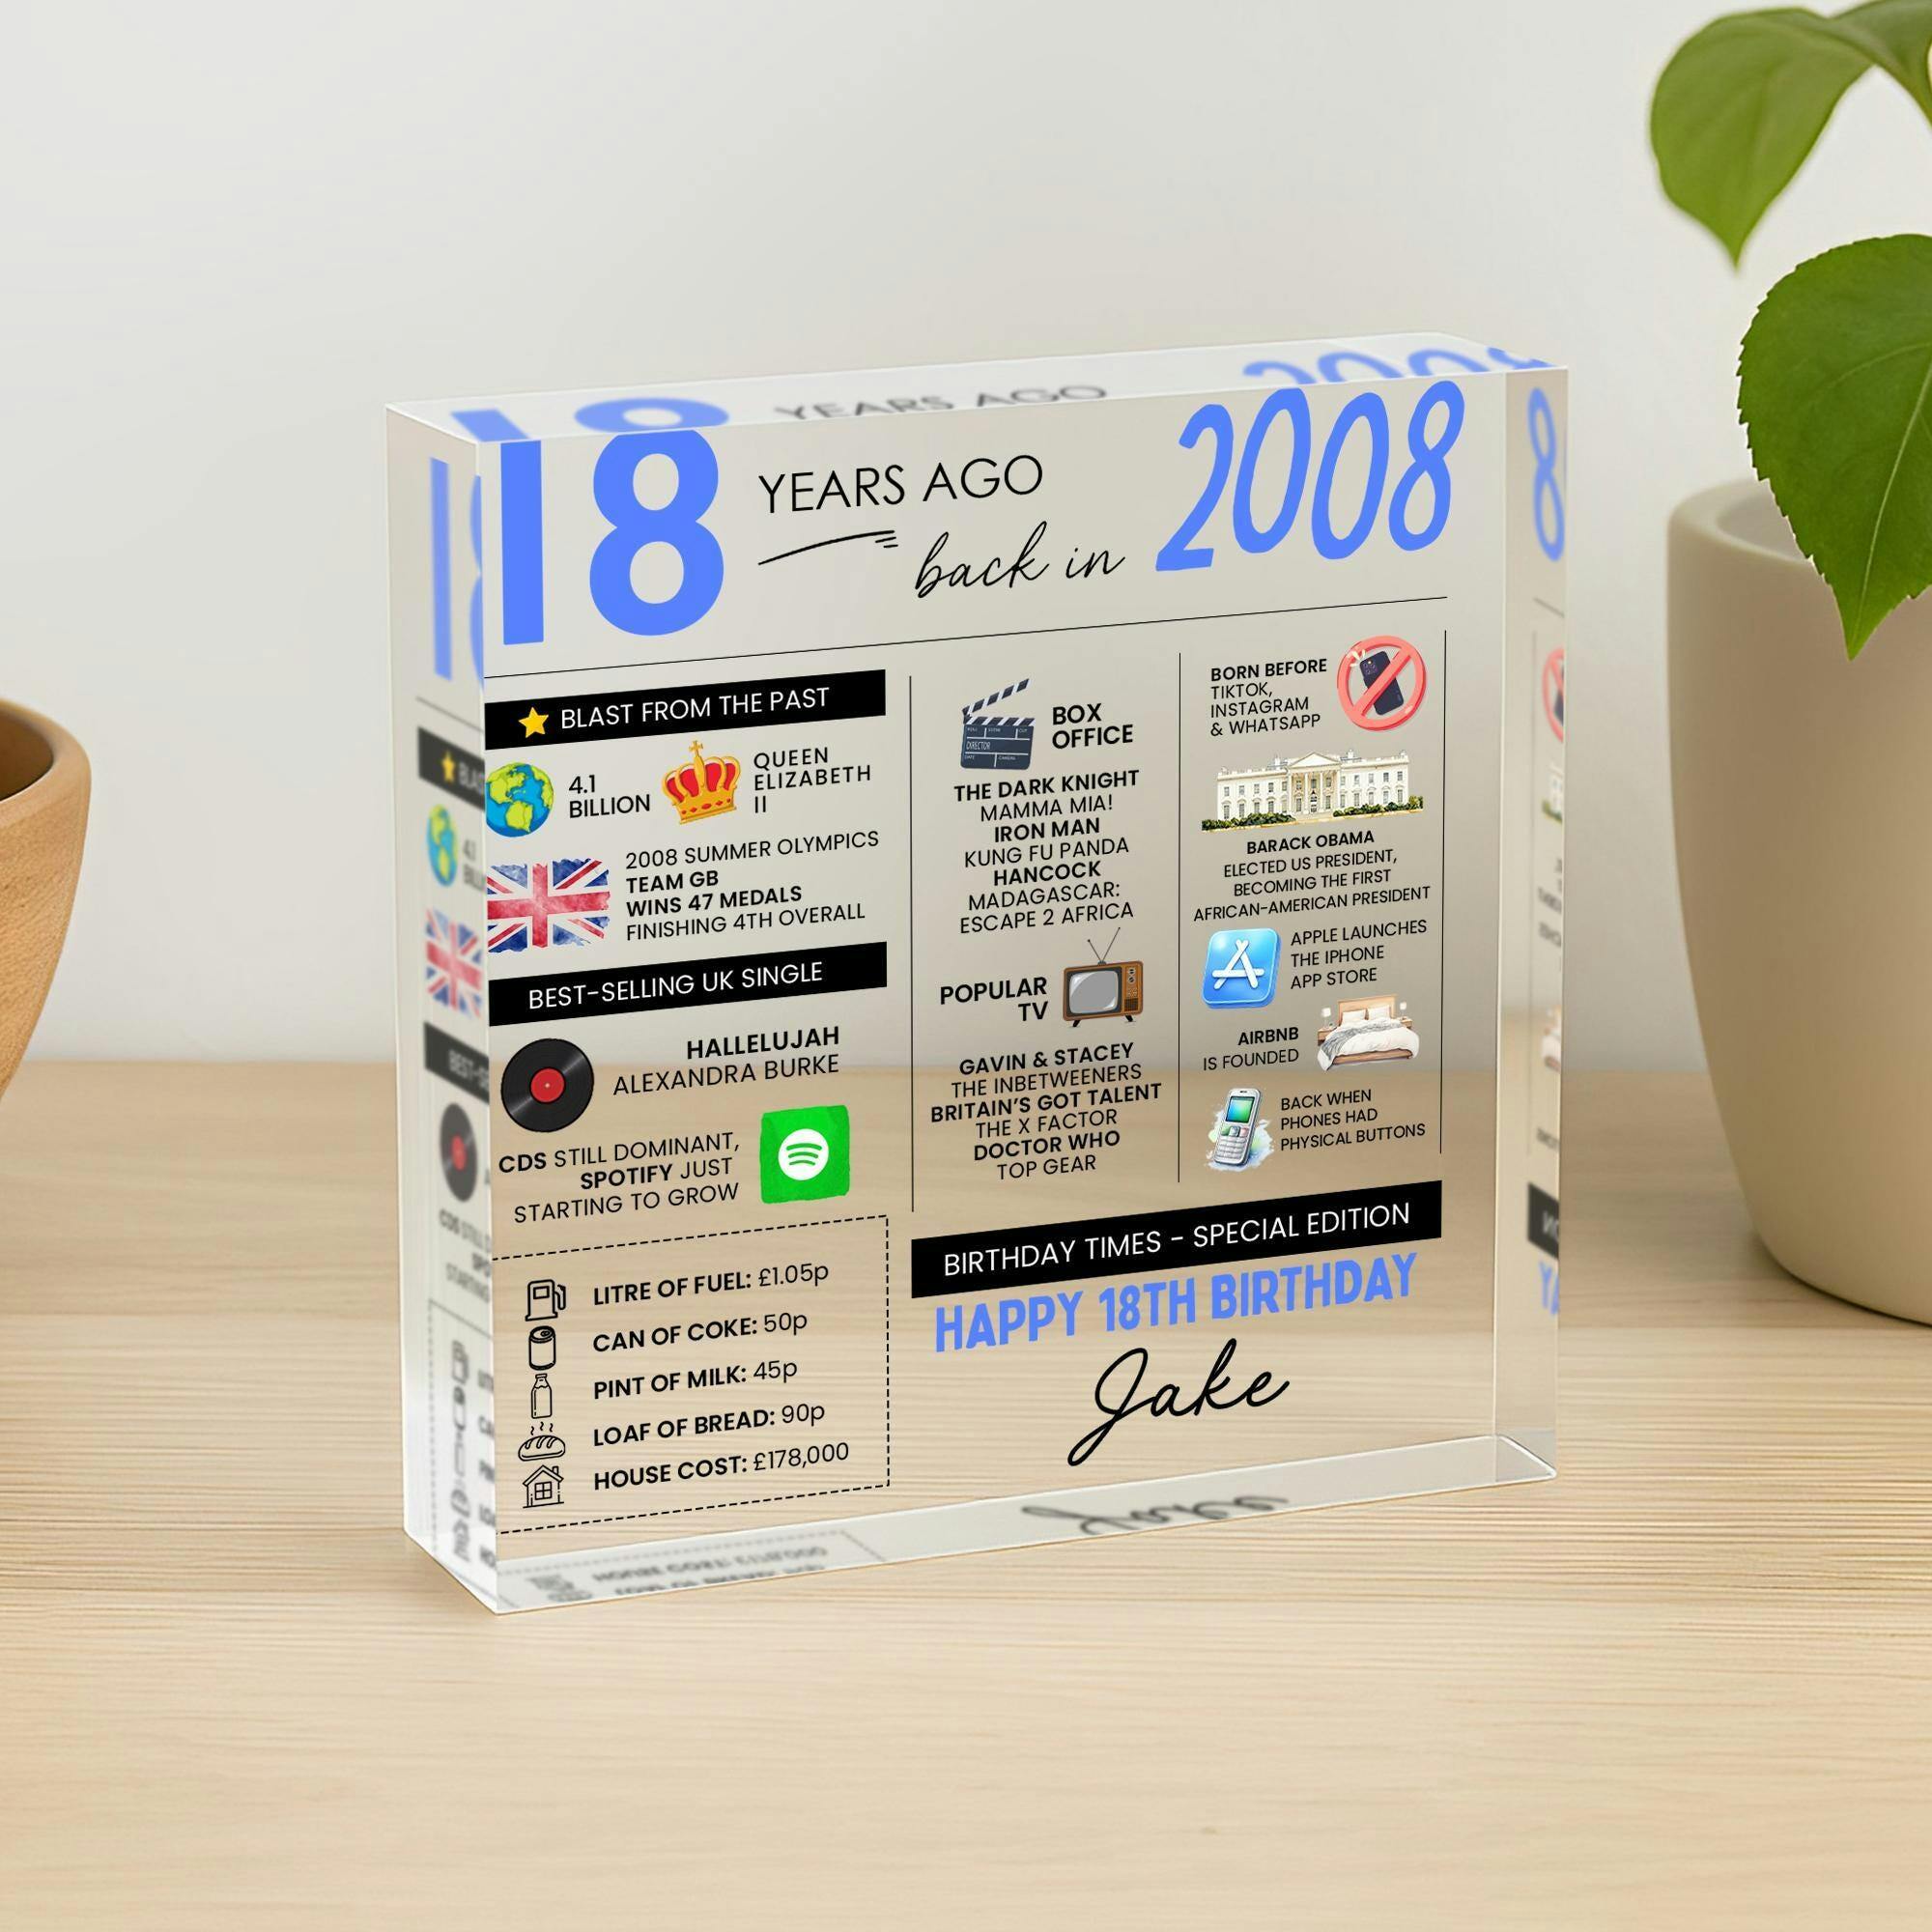 18 YEARS AGO
back in 2008
BLAST FROM THE PAST
4.1
BILLION
QUEEN
ELIZABETH
II
2008 SUMMER OLYMPICS
TEAM GB
WINS 47 MEDALS
FINISHING 4TH OVERALL
BEST-SELLING UK SINGLE
HALLELUJAH
ALEXANDRA BURKE
CDS STILL DOMINANT,
SPOTIFY JUST
STARTING TO GROW
LITRE OF FUEL: £1.05p
CAN OF COKE: 50p
PINT OF MILK: 45p
LOAF OF BREAD: 90p
HOUSE COST: £178,000
DIRECTOR
BOX
OFFICE
THE DARK KNIGHT
MAMMA MIA!
IRON MAN
KUNG FU PANDA
HANCOCK
MADAGASCAR:
ESCAPE 2 AFRICA
POPULAR
TV
GAVIN & STACEY
THE INBETWEENERS
BRITAIN'S GOT TALENT
THE X FACTOR
DOCTOR WHO
TOP GEAR
BORN BEFORE
TIKTOK,
INSTAGRAM
& WHATSAPP
BARACK OBAMA
ELECTED US PRESIDENT,
BECOMING THE FIRST
AFRICAN-AMERICAN PRESIDENT
APPLE LAUNCHES
THE IPHONE
APP STORE
AIRBNB
IS FOUNDED
BACK WHEN
PHONES HAD
PHYSICAL BUTTONS
BIRTHDAY TIMES - SPECIAL EDITION
HAPPY 18TH BIRTHDAY
Jake